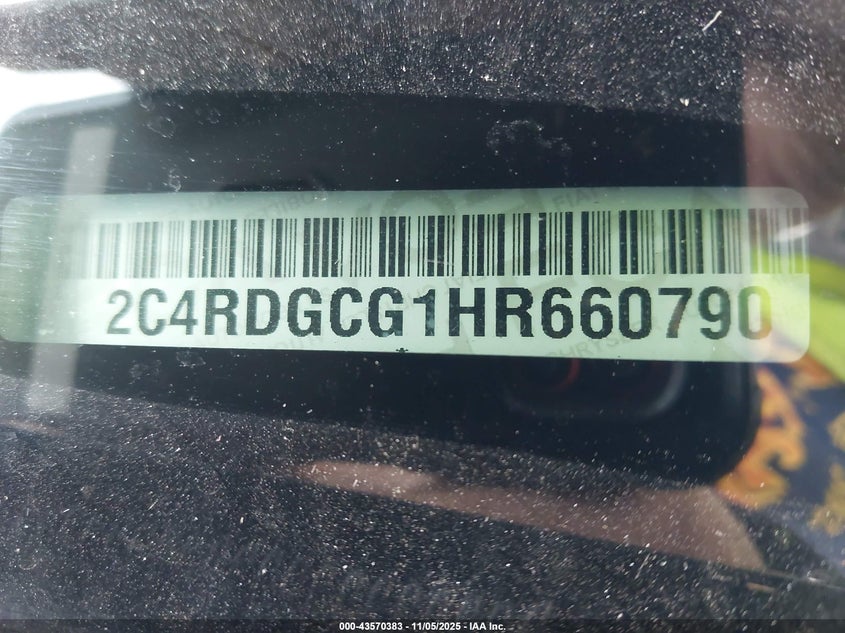 2C4RDGCG1HR660790
000-43570383 - 11/05/2025 - IAA Inc.